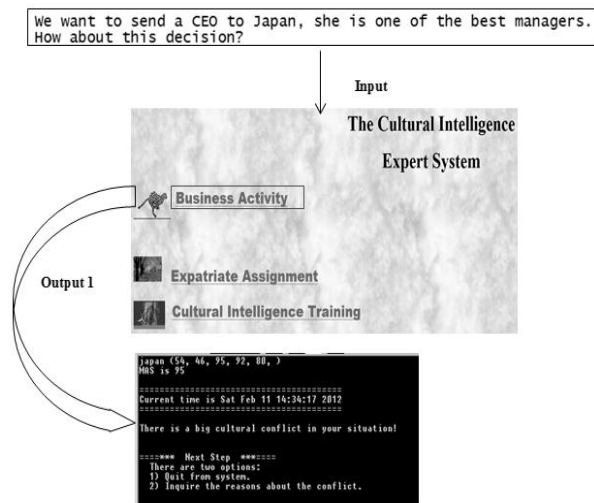 We want to send a CEO to Japan, she is one of the best managers.
How about this decision?
Input
The Cultural Intelligence
Expert System
Business Activity
Expatriate Assignment
Output 1
Cultural Intelligence Training
japan (54, 46, 95, 92, 80, )
MAS is 95
========================================
Current time is Sat Feb 11 14:34:17 2012
========================================
There is a big cultural conflict in your situation!
====*** Next Step ***====
There are two options:
1) Quit from system.
2) Inquire the reasons about the conflict.